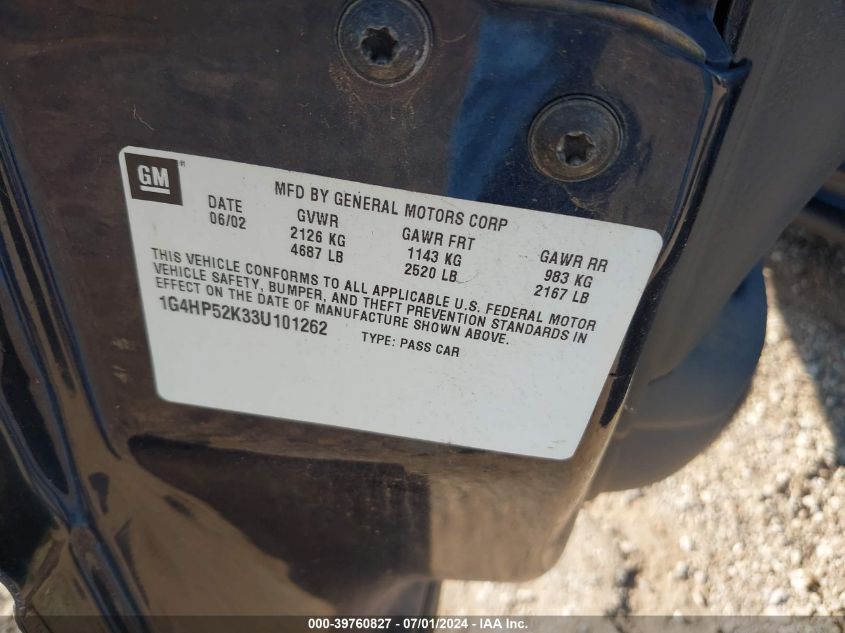 GM
MFD BY GENERAL MOTORS CORP
DATE GVWR GAWR FRT GAWR RR
06/02 2126 KG 1143 KG 983 KG
4687 LB 2520 LB 2167 LB
THIS VEHICLE CONFORMS TO ALL APPLICABLE U.S. FEDERAL MOTOR
VEHICLE SAFETY, BUMPER, AND THEFT PREVENTION STANDARDS IN
EFFECT ON THE DATE OF MANUFACTURE SHOWN ABOVE.
1G4HP52K33U101262 TYPE: PASS CAR
000-39760827 - 07/01/2024 - IAA Inc.